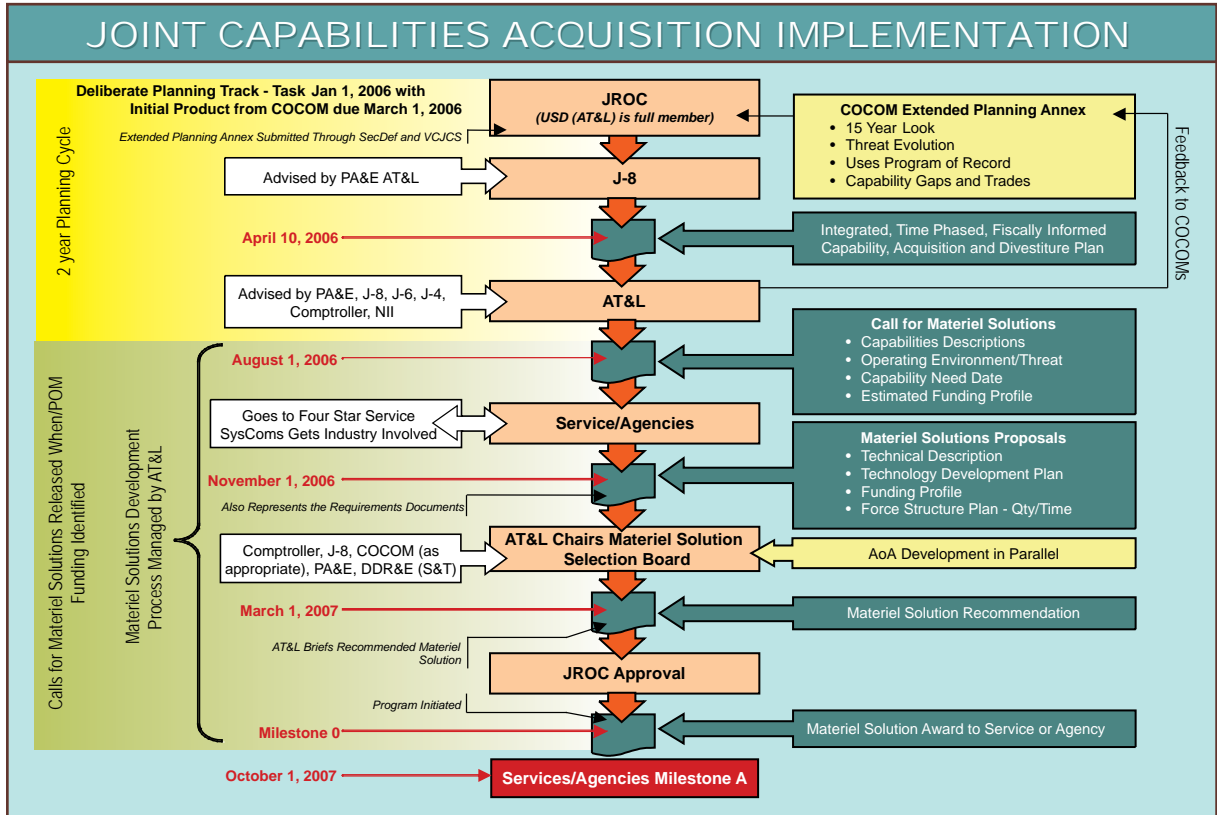 JOINT CAPABILITIES ACQUISITION IMPLEMENTATION
Deliberate Planning Track - Task Jan 1, 2006 with
Initial Product from COCOM due March 1, 2006
Extended Planning Annex Submitted Through SecDef and VCJCS
JROC
(USD (AT&L) is full member)
COCOM Extended Planning Annex
• 15 Year Look
• Threat Evolution
• Uses Program of Record
• Capability Gaps and Trades
Feedback to COCOMs
2 year Planning Cycle
Advised by PA&E AT&L
J-8
April 10, 2006
Integrated, Time Phased, Fiscally Informed
Capability, Acquisition and Divestiture Plan
Advised by PA&E, J-8, J-6, J-4,
Comptroller, NII
AT&L
Calls for Materiel Solutions Released When/POM
Funding Identified
Materiel Solutions Development
Process Managed by AT&L
August 1, 2006
Call for Materiel Solutions
• Capabilities Descriptions
• Operating Environment/Threat
• Capability Need Date
• Estimated Funding Profile
Goes to Four Star Service
SysComs Gets Industry Involved
Service/Agencies
November 1, 2006
Also Represents the Requirements Documents
Materiel Solutions Proposals
• Technical Description
• Technology Development Plan
• Funding Profile
• Force Structure Plan - Qty/Time
Comptroller, J-8, COCOM (as
appropriate), PA&E, DDR&E (S&T)
AT&L Chairs Materiel Solution
Selection Board
AoA Development in Parallel
March 1, 2007
Materiel Solution Recommendation
AT&L Briefs Recommended Materiel
Solution
JROC Approval
Program Initiated
Milestone 0
Materiel Solution Award to Service or Agency
October 1, 2007
Services/Agencies Milestone A